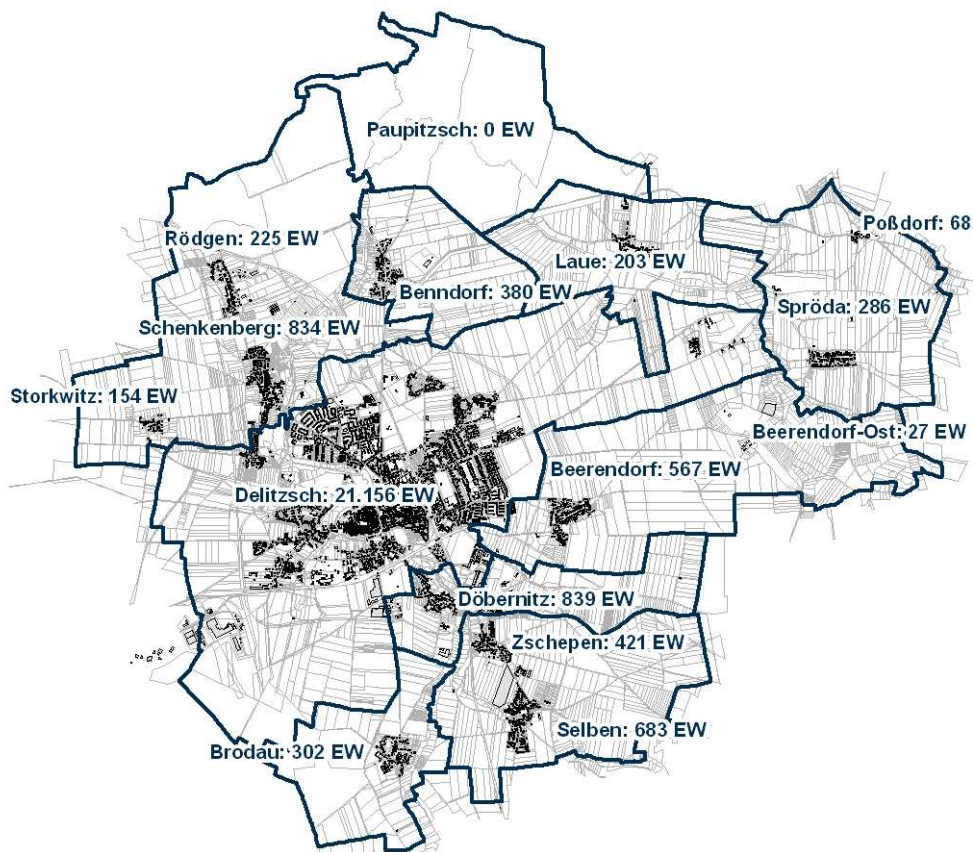 Paupitzsch: 0 EW
Poßdorf: 68
Rödgen: 225 EW
Laue: 203 EW
Benndorf: 380 EW
Spröda: 286 EW
Schenkenberg: 834 EW
Storkwitz: 154 EW
Beerendorf-Ost: 27 EW
Beerendorf: 567 EW
Delitzsch: 21.156 EW
Döbernitz: 839 EW
Zschepen: 421 EW
Selben: 683 EW
Brodau: 302 EW